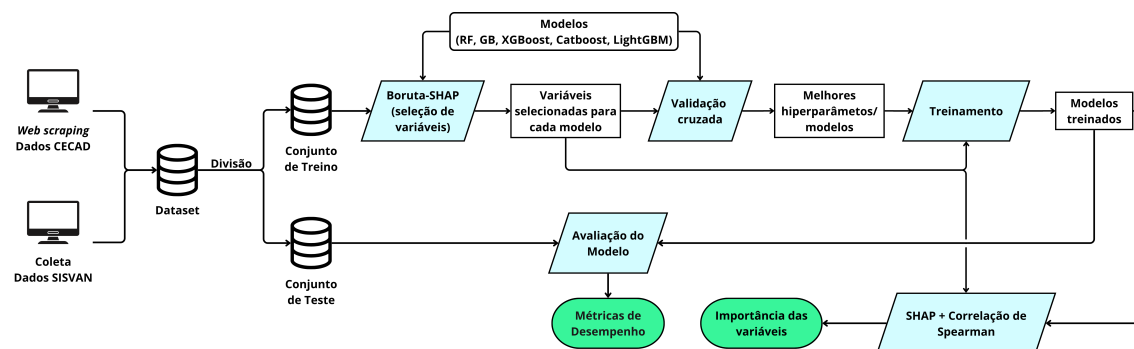 Modelos
(RF, GB, XGBoost, Catboost, LightGBM)
Web scraping
Dados CECAD
Coleta
Dados SISVAN
Dataset
Divisão
Conjunto
de Treino
Conjunto
de Teste
Boruta-SHAP
(seleção de
variáveis)
Variáveis
selecionadas para
cada modelo
Validação
cruzada
Melhores
hiperparâmetos/
modelos
Treinamento
Modelos
treinados
Avaliação do
Modelo
Métricas de
Desempenho
Importância das
variáveis
SHAP + Correlação de
Spearman